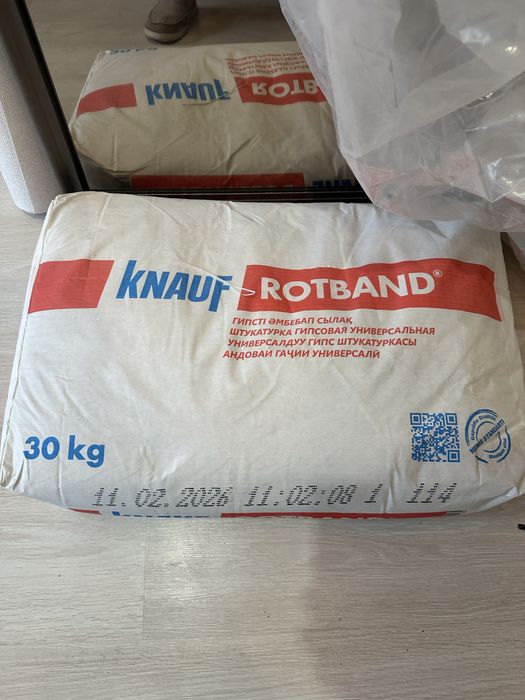 KNAUF ROTBAND®
ГИПСТІ ӘМБЕБАП СЫЛАҚ
ШТУКАТУРКА ГИПСОВАЯ УНИВЕРСАЛЬНАЯ
УНИВЕРСАЛДУУ ГИПС ШТУКАТУРКАСЫ
АНДОВАИ ГАҶИИ УНИВЕРСАЛӢ
30 kg
11.02.2026 11:02:08 1 114